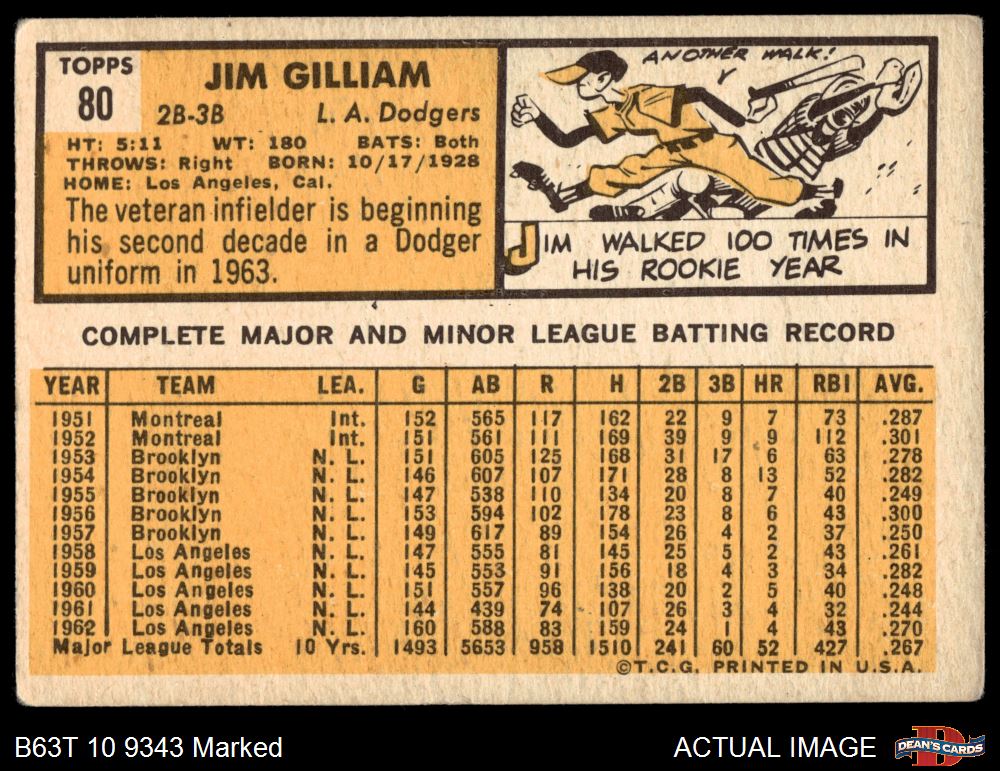 TOPPS
80
JIM GILLIAM
2B-3B L. A. Dodgers
HT: 5:11 WT: 180 BATS: Both
THROWS: Right BORN: 10/17/1928
HOME: Los Angeles, Cal.
The veteran infielder is beginning
his second decade in a Dodger
uniform in 1963.
ANOTHER WALK!
JIM WALKED 100 TIMES IN
HIS ROOKIE YEAR
COMPLETE MAJOR AND MINOR LEAGUE BATTING RECORD
YEAR TEAM LEA. G AB R H 2B 3B HR RBI AVG.
1951 Montreal Int. 152 565 117 162 22 9 7 73 .287
1952 Montreal Int. 151 561 111 169 39 9 9 112 .301
1953 Brooklyn N. L. 151 605 125 168 31 17 6 63 .278
1954 Brooklyn N. L. 146 607 107 171 28 8 13 52 .282
1955 Brooklyn N. L. 147 538 110 134 20 8 7 40 .249
1956 Brooklyn N. L. 153 594 102 178 23 8 6 43 .300
1957 Brooklyn N. L. 149 617 89 154 26 4 2 37 .250
1958 Los Angeles N. L. 147 555 81 145 25 5 2 43 .261
1959 Los Angeles N. L. 145 553 91 156 18 4 3 34 .282
1960 Los Angeles N. L. 151 557 96 138 20 2 5 40 .248
1961 Los Angeles N. L. 144 439 74 107 26 3 4 32 .244
1962 Los Angeles N. L. 160 588 83 159 24 1 4 43 .270
Major League Totals 10 Yrs. 1493 5653 958 1510 241 60 52 427 .267
©T.C.G. PRINTED IN U.S.A.
B63T 10 9343 Marked
ACTUAL IMAGE
DEAN'S CARDS